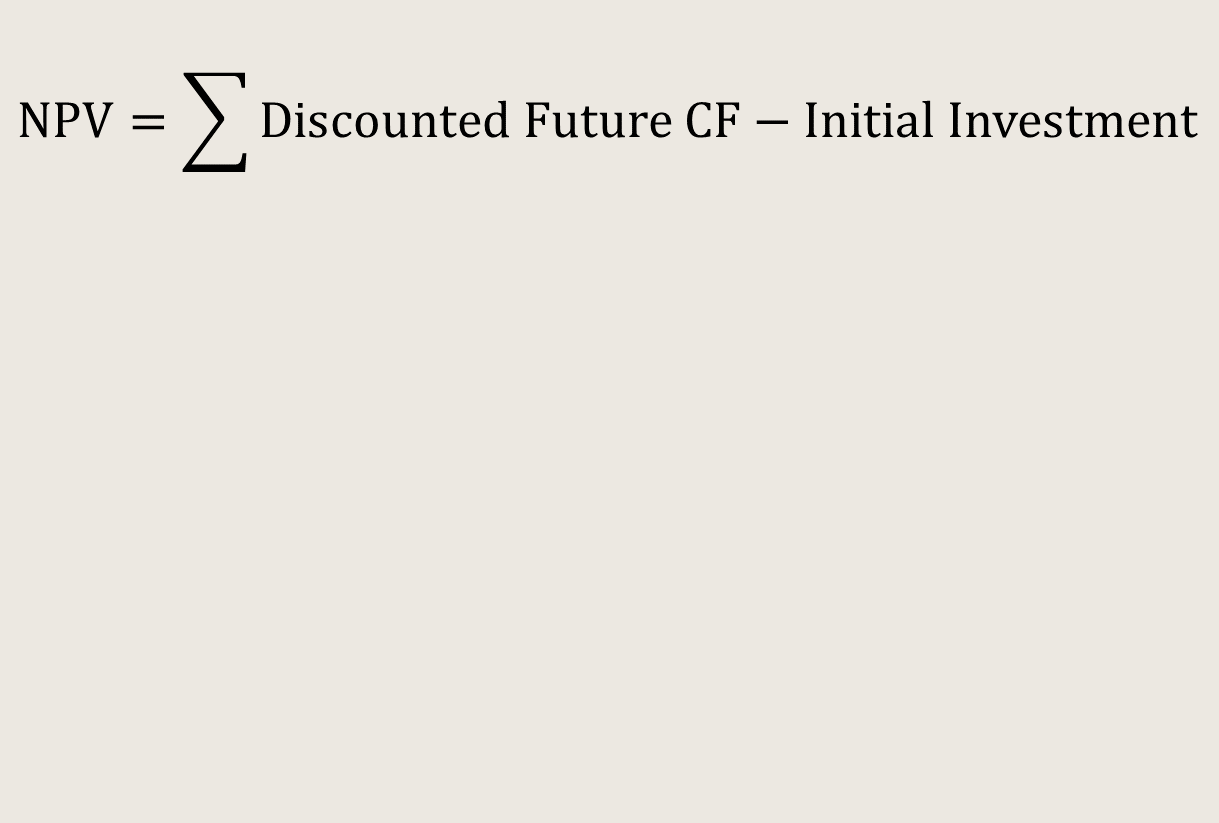 NPV = ∑ Discounted Future CF − Initial Investment